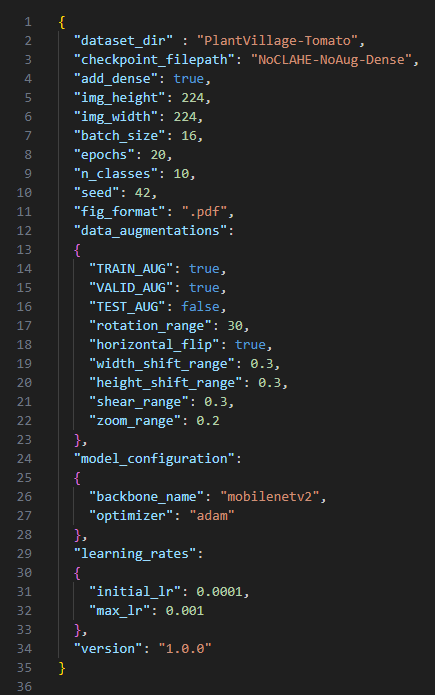 1 {
2 "dataset_dir" : "PlantVillage-Tomato",
3 "checkpoint_filepath": "NoCLAHE-NoAug-Dense",
4 "add_dense": true,
5 "img_height": 224,
6 "img_width": 224,
7 "batch_size": 16,
8 "epochs": 20,
9 "n_classes": 10,
10 "seed": 42,
11 "fig_format": ".pdf",
12 "data_augmentations":
13 {
14 "TRAIN_AUG": true,
15 "VALID_AUG": true,
16 "TEST_AUG": false,
17 "rotation_range": 30,
18 "horizontal_flip": true,
19 "width_shift_range": 0.3,
20 "height_shift_range": 0.3,
21 "shear_range": 0.3,
22 "zoom_range": 0.2
23 },
24 "model_configuration":
25 {
26 "backbone_name": "mobilenetv2",
27 "optimizer": "adam"
28 },
29 "learning_rates":
30 {
31 "initial_lr": 0.0001,
32 "max_lr": 0.001
33 },
34 "version": "1.0.0"
35 }
36